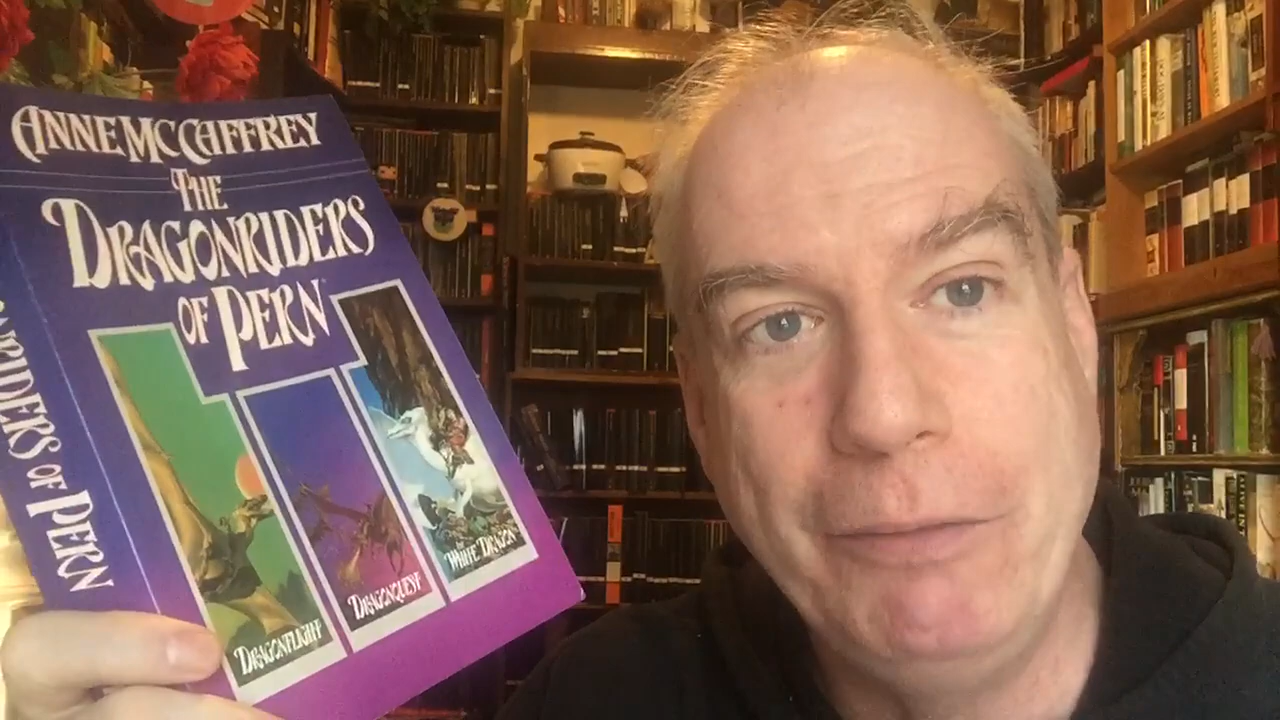 ANNE MCCAFFREY
THE
DRAGONRIDERS
OF PERN
DRAGONFLIGHT
DRAGONQUEST
WHITE DRAGON
RIDERS OF PERN